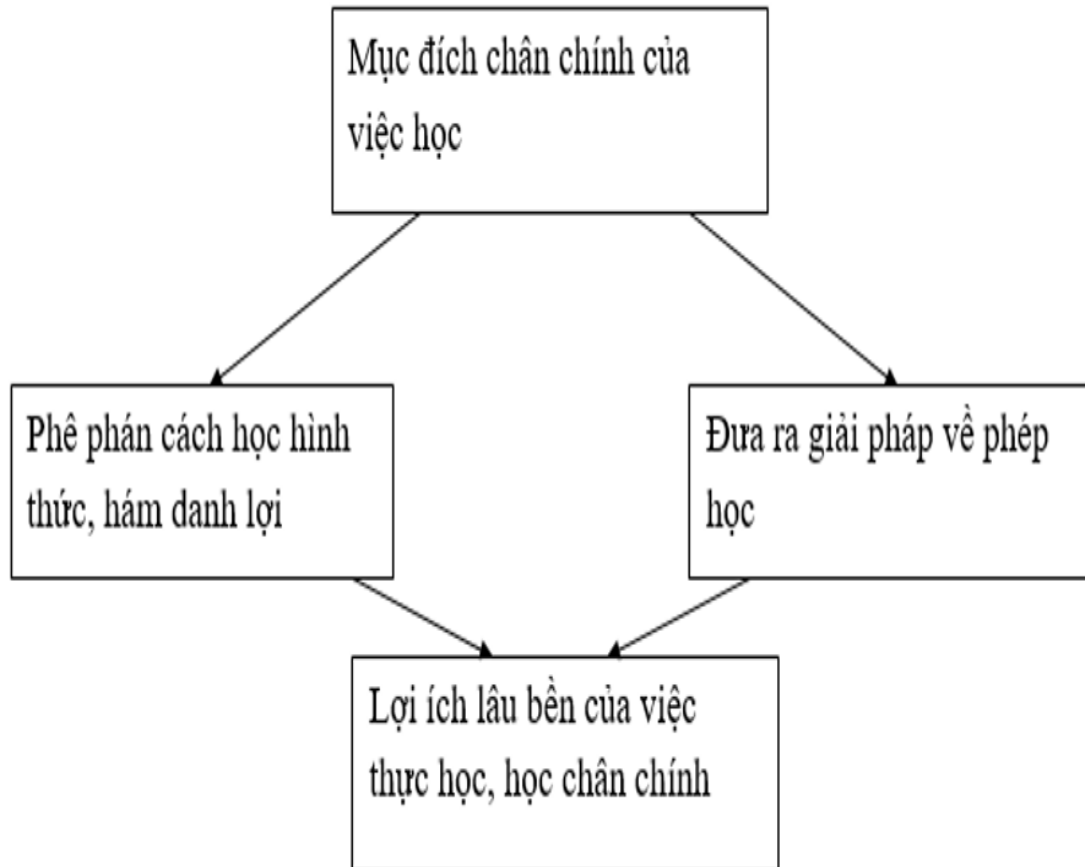 Mục đích chân chính của
việc học
Phê phán cách học hình
thức, hám danh lợi
Đưa ra giải pháp về phép
học
Lợi ích lâu bền của việc
thực học, học chân chính